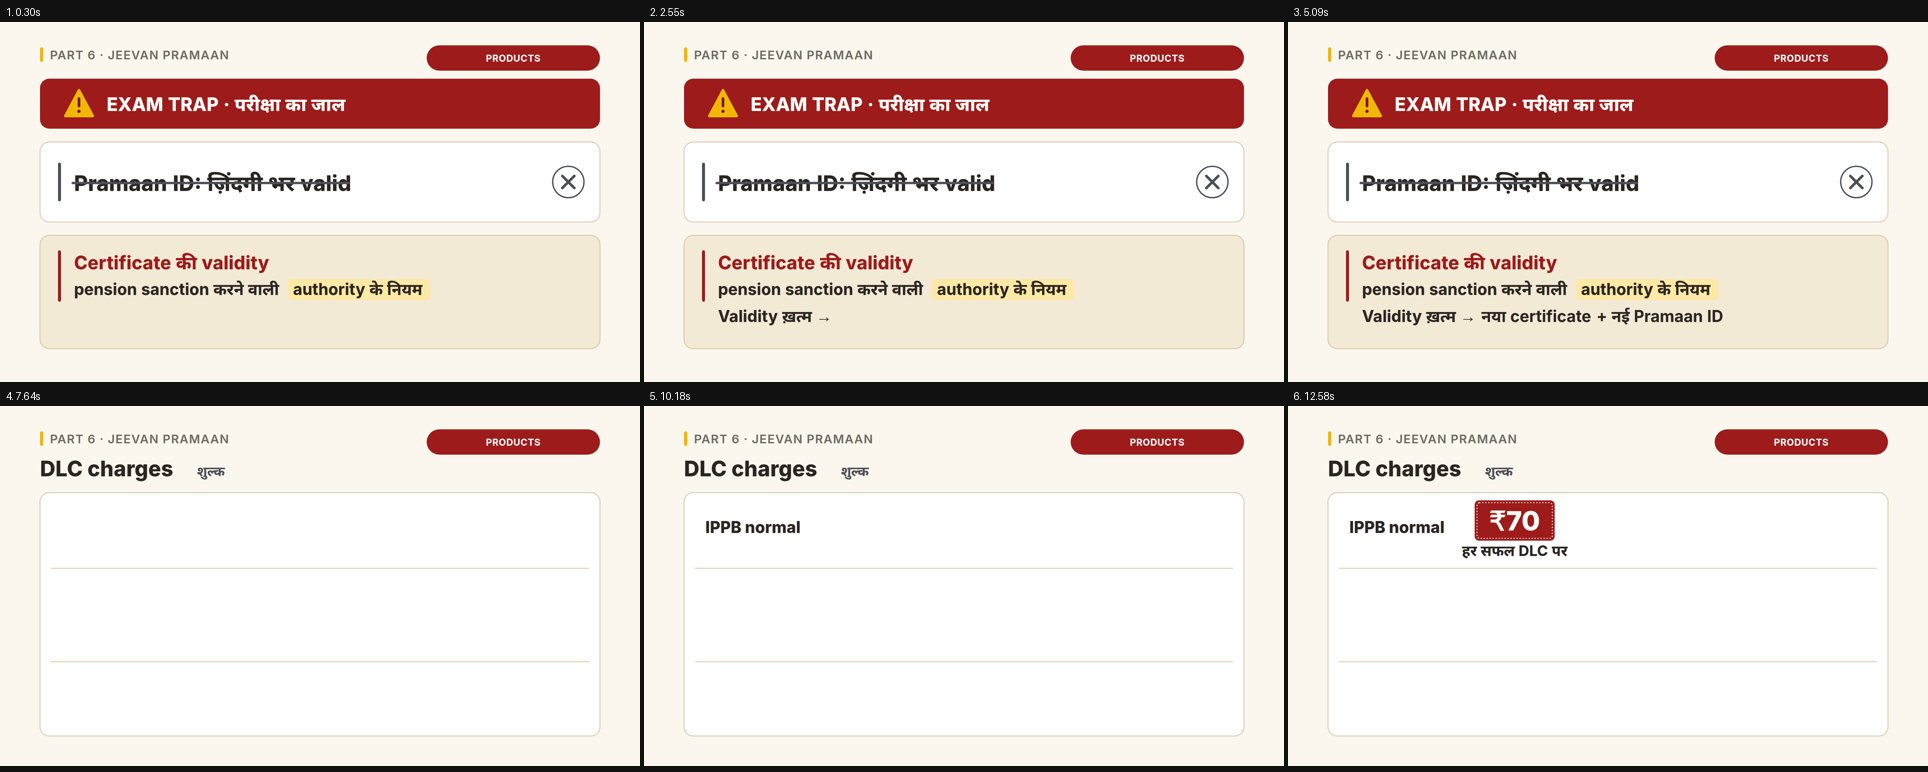 1. 0.30s
PART 6 · JEEVAN PRAMAAN
PRODUCTS
EXAM TRAP · परीक्षा का जाल
Pramaan ID: ज़िंदगी भर valid
Certificate की validity
pension sanction करने वाली authority के नियम
2. 2.55s
PART 6 · JEEVAN PRAMAAN
PRODUCTS
EXAM TRAP · परीक्षा का जाल
Pramaan ID: ज़िंदगी भर valid
Certificate की validity
pension sanction करने वाली authority के नियम
Validity ख़त्म →
3. 5.09s
PART 6 · JEEVAN PRAMAAN
PRODUCTS
EXAM TRAP · परीक्षा का जाल
Pramaan ID: ज़िंदगी भर valid
Certificate की validity
pension sanction करने वाली authority के नियम
Validity ख़त्म → नया certificate + नई Pramaan ID
4. 7.64s
PART 6 · JEEVAN PRAMAAN
PRODUCTS
DLC charges शुल्क
5. 10.18s
PART 6 · JEEVAN PRAMAAN
PRODUCTS
DLC charges शुल्क
IPPB normal
6. 12.58s
PART 6 · JEEVAN PRAMAAN
PRODUCTS
DLC charges शुल्क
IPPB normal ₹70
हर सफल DLC पर